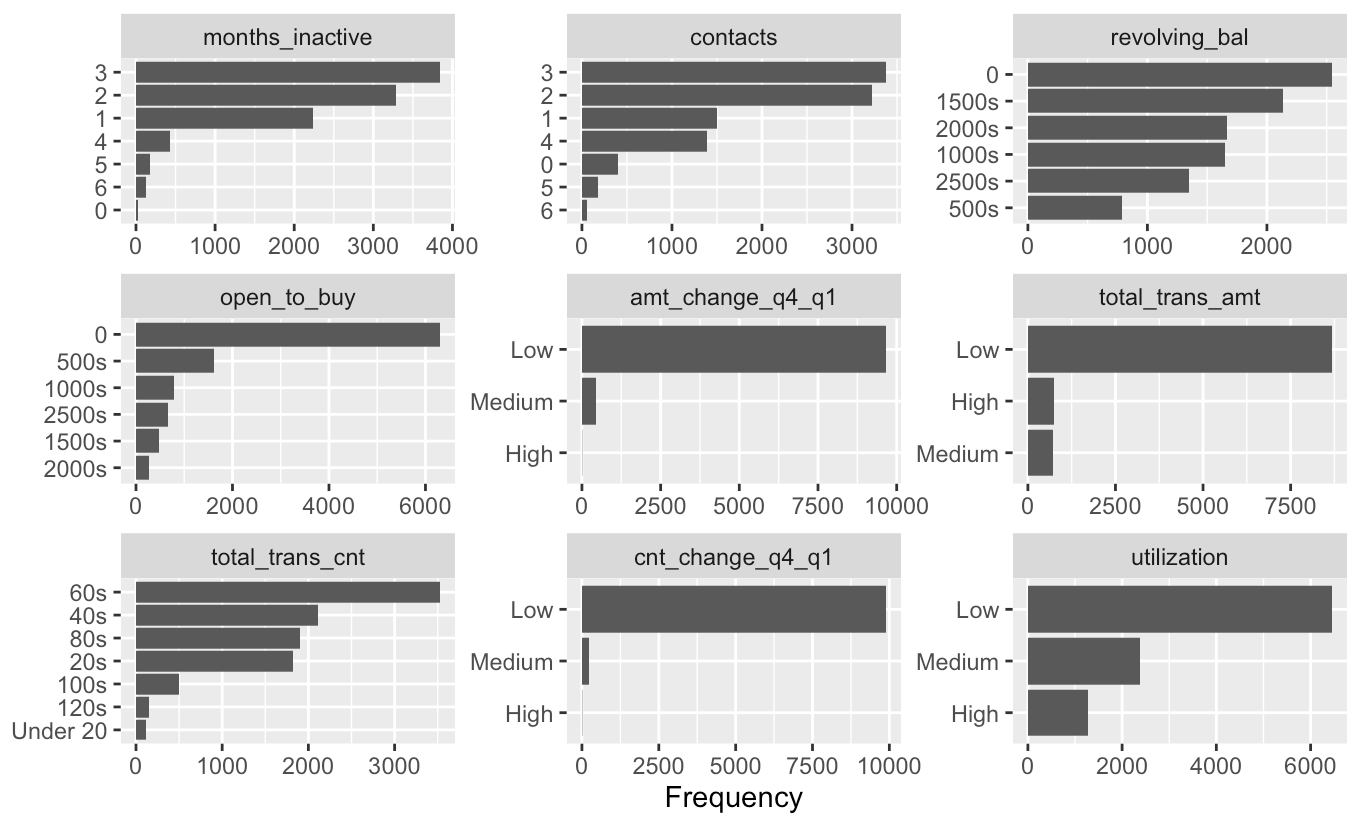 months_inactive
3
2
1
4
5
6
0
0 1000 2000 3000 4000
contacts
3
2
1
4
0
5
6
0 1000 2000 3000
revolving_bal
0
1500s
2000s
1000s
2500s
500s
0 1000 2000
open_to_buy
0
500s
1000s
2500s
1500s
2000s
0 2000 4000 6000
amt_change_q4_q1
Low
Medium
High
0 2500 5000 7500 10000
total_trans_amt
Low
High
Medium
0 2500 5000 7500
total_trans_cnt
60s
40s
80s
20s
100s
120s
Under 20
0 1000 2000 3000
cnt_change_q4_q1
Low
Medium
High
0 2500 5000 7500 10000
utilization
Low
Medium
High
0 2000 4000 6000
Frequency